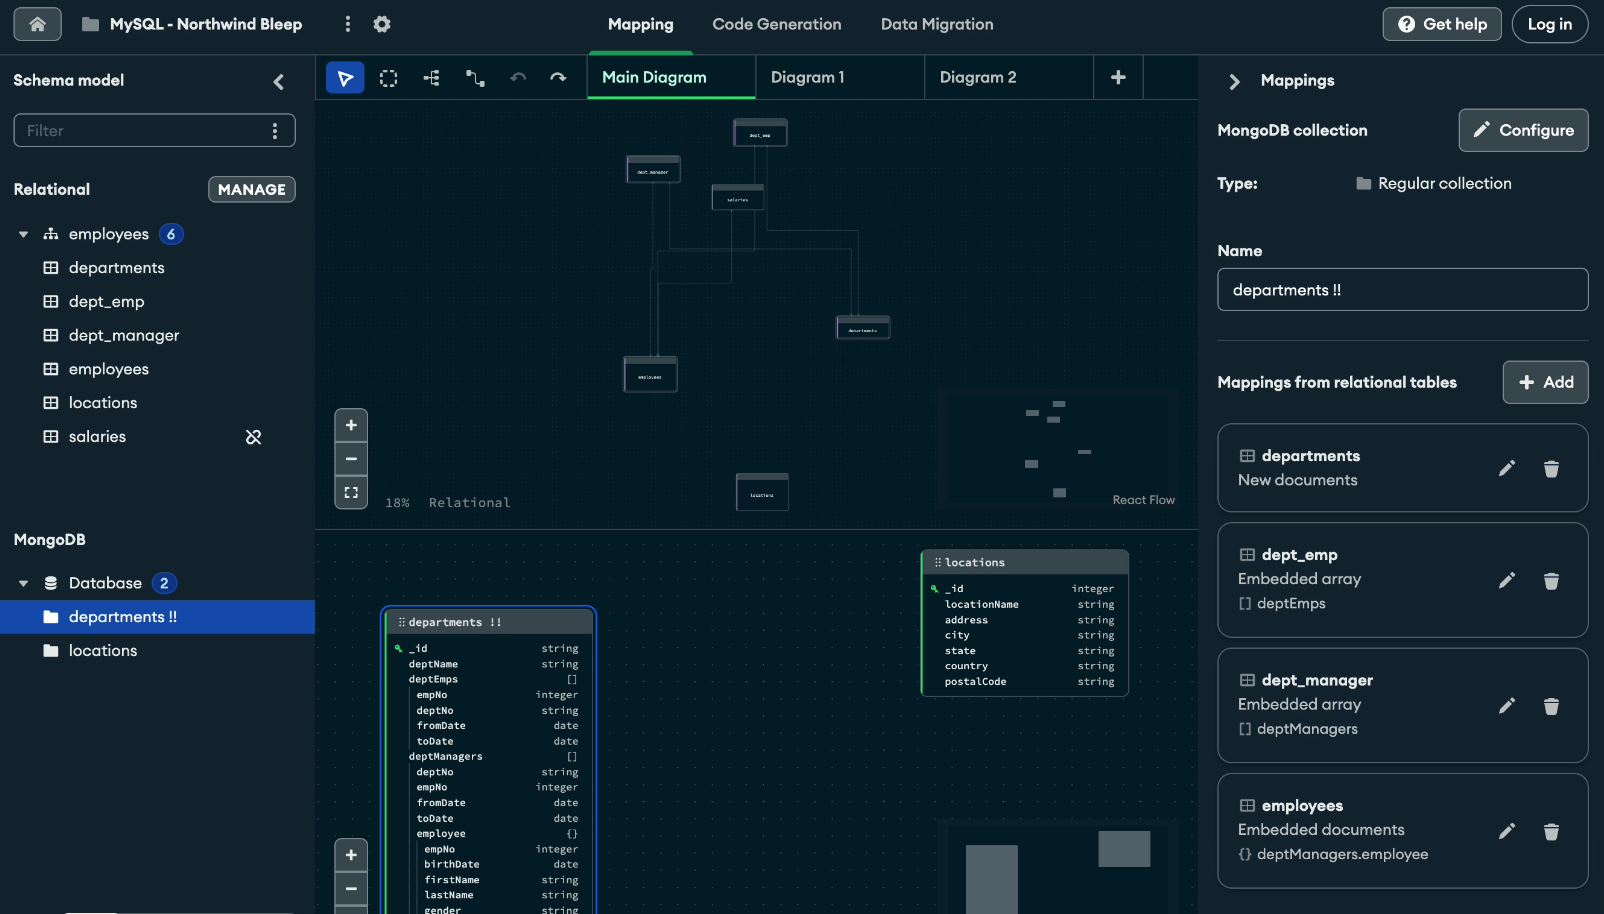 MySQL - Northwind Bleep
Mapping
Code Generation
Data Migration
Get help
Log in
Schema model
Filter
Relational
MANAGE
employees 6
departments
dept_emp
dept_manager
employees
locations
salaries
MongoDB
Database 2
departments !!
locations
Main Diagram
Diagram 1
Diagram 2
dept_emp
dept_manager
salaries
departments
employees
locations
18% Relational
React Flow
departments !!
_id string
deptName string
deptEmps []
empNo integer
deptNo string
fromDate date
toDate date
deptManagers []
deptNo string
empNo integer
fromDate date
toDate date
employee {}
empNo integer
birthDate date
firstName string
lastName string
gender string
locations
_id integer
locationName string
address string
city string
state string
country string
postalCode string
Mappings
MongoDB collection
Configure
Type: Regular collection
Name
departments !!
Mappings from relational tables
Add
departments
New documents
dept_emp
Embedded array
[] deptEmps
dept_manager
Embedded array
[] deptManagers
employees
Embedded documents
{} deptManagers.employee